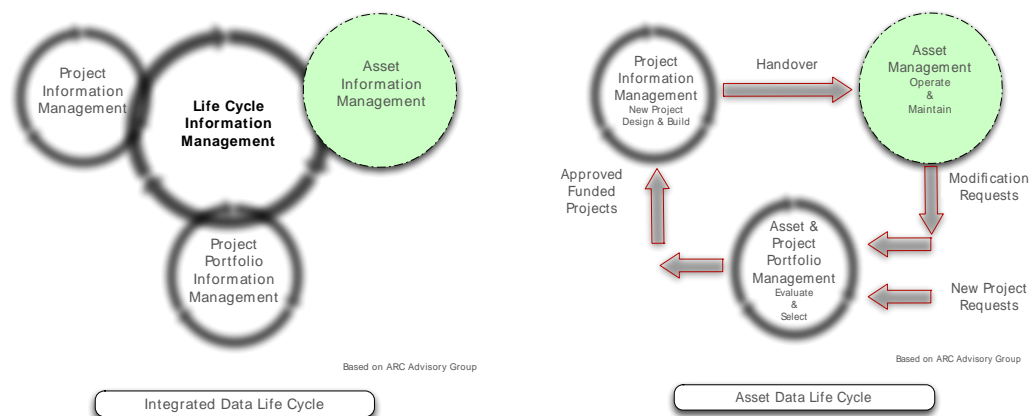 Project
Information
Management
Life Cycle
Information
Management
Asset
Information
Management
Project
Portfolio
Information
Management
Based on ARC Advisory Group
Integrated Data Life Cycle
Project
Information
Management
New Project
Design & Build
Handover
Asset
Management
Operate
&
Maintain
Approved
Funded
Projects
Modification
Requests
Asset &
Project
Portfolio
Management
Evaluate
&
Select
New Project
Requests
Based on ARC Advisory Group
Asset Data Life Cycle